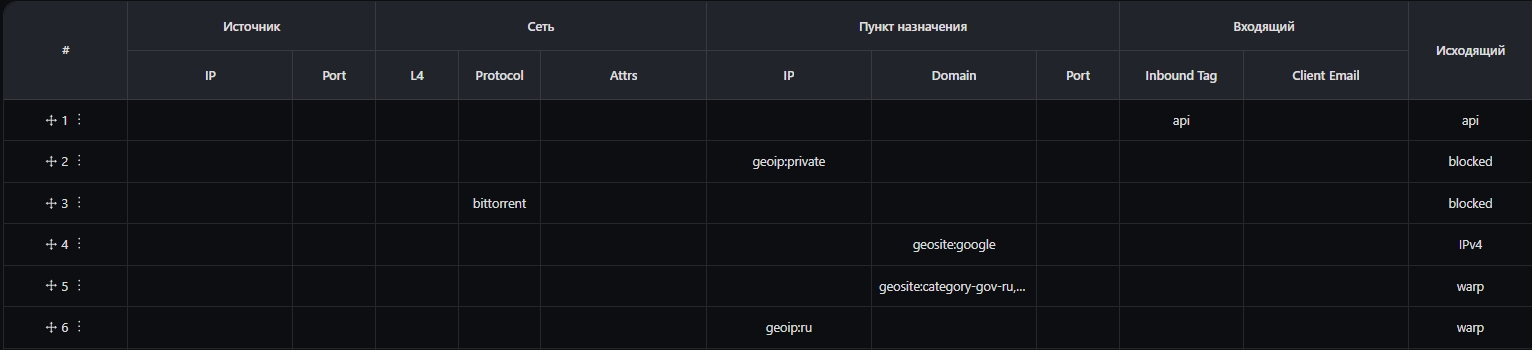 Источник Сеть Пункт назначения Входящий
# Исходящий
IP Port L4 Protocol Attrs IP Domain Port Inbound Tag Client Email
1 api api
2 geoip:private blocked
3 bittorrent blocked
4 geosite:google IPv4
5 geosite:category-gov-ru,... warp
6 geoip:ru warp